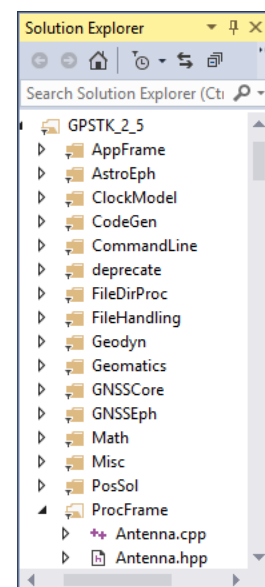 Solution Explorer
Search Solution Explorer (Ctı
GPSTK_2_5
AppFrame
AstroEph
ClockModel
CodeGen
CommandLine
deprecate
FileDirProc
FileHandling
Geodyn
Geomatics
GNSSCore
GNSSEph
Math
Misc
PosSol
ProcFrame
Antenna.cpp
Antenna.hpp